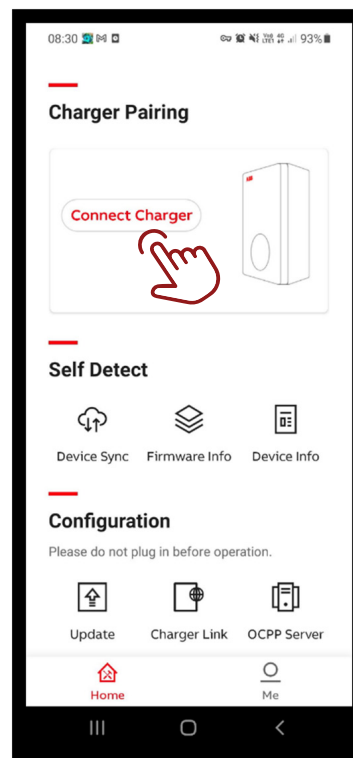 08:30 93%
Charger Pairing
Connect Charger
Self Detect
Device Sync Firmware Info Device Info
Configuration
Please do not plug in before operation.
Update Charger Link OCPP Server
Home Me